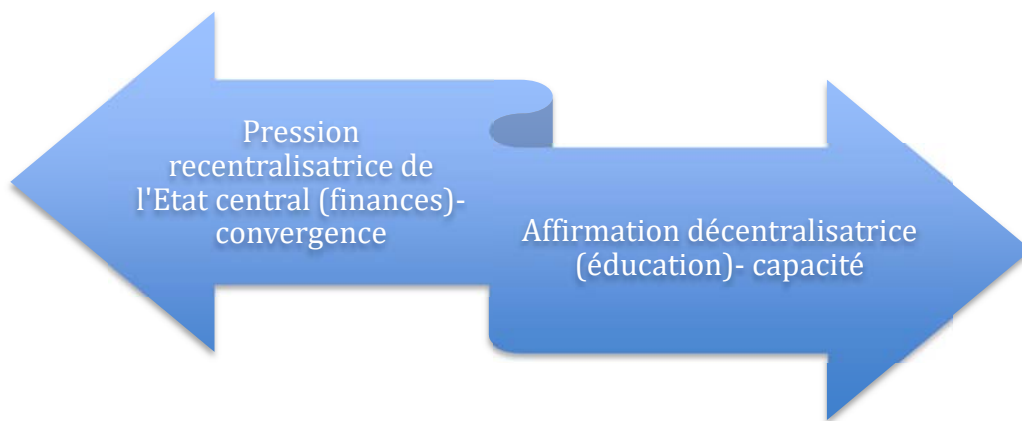 Pression
recentralisatrice de
l'Etat central (finances)-
convergence
Affirmation décentralisatrice
(éducation)- capacité